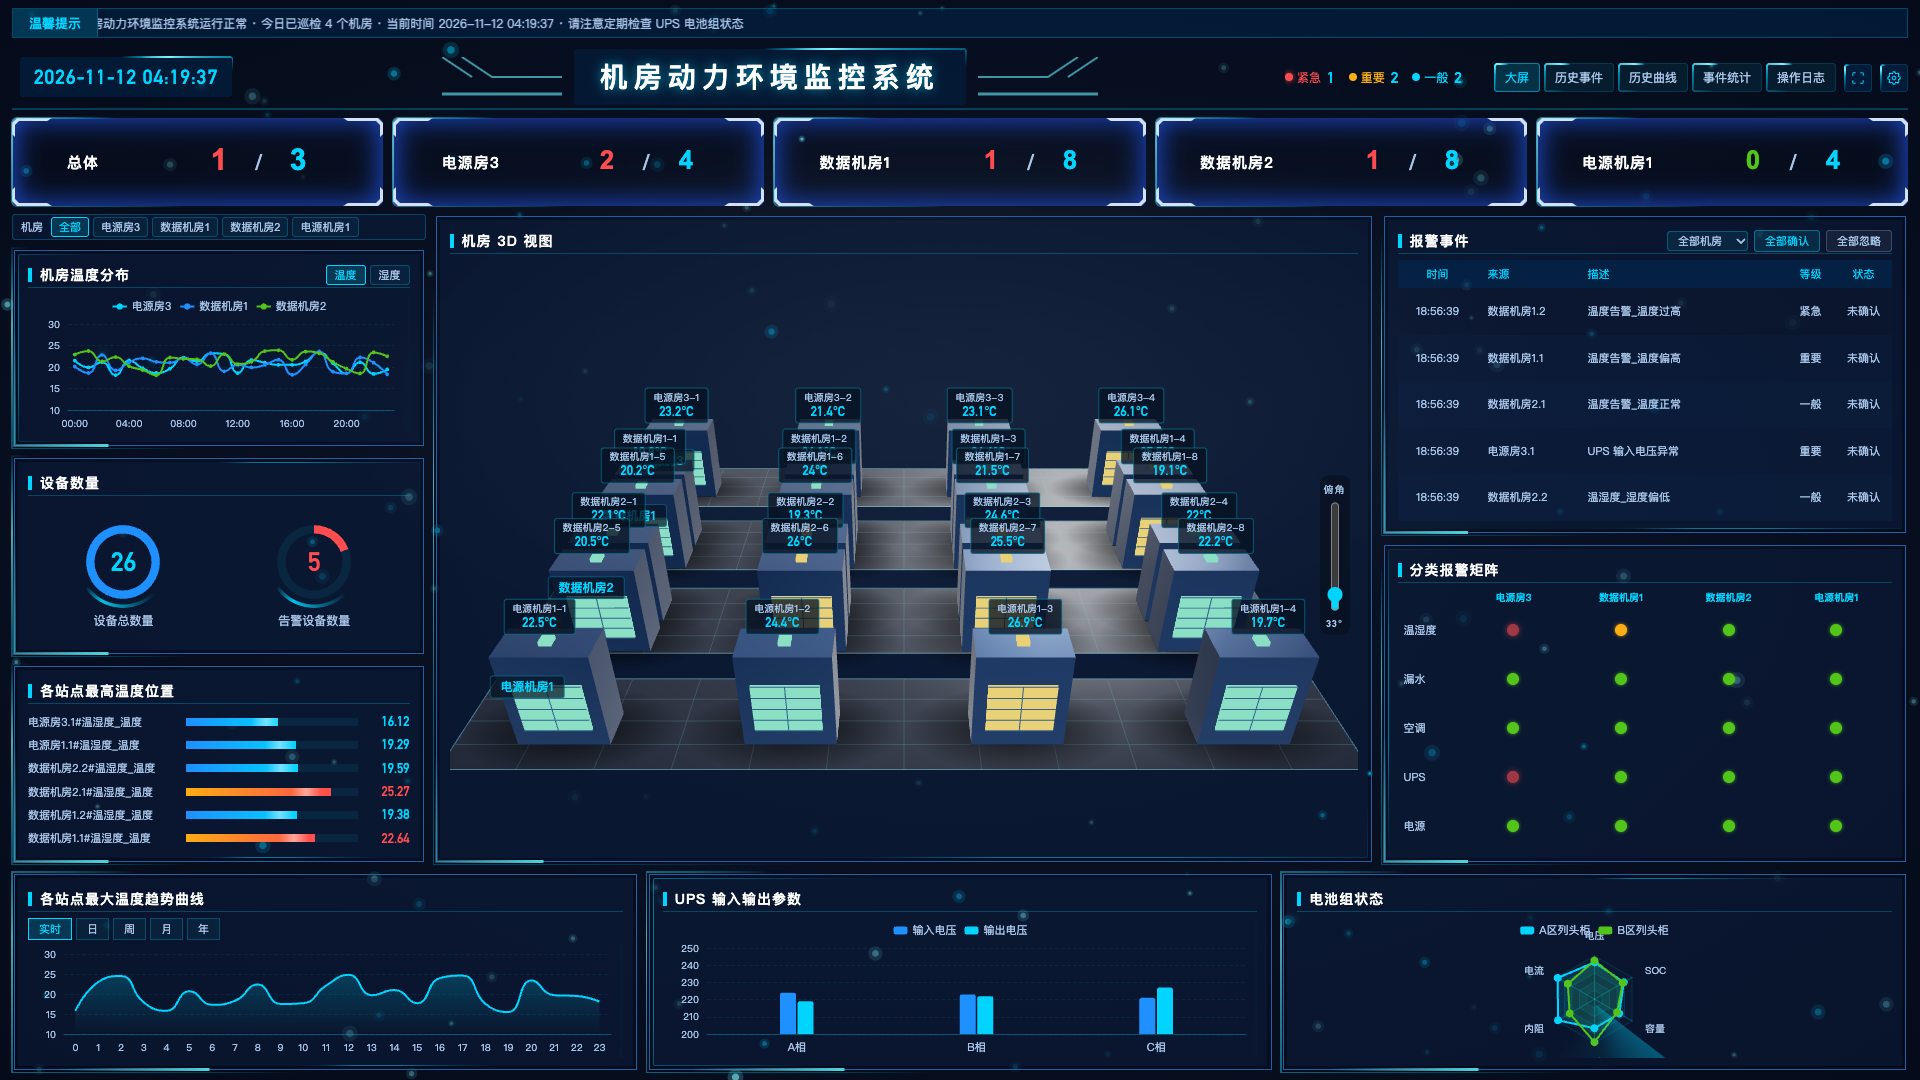 温馨提示
房动力环境监控系统运行正常 · 今日已巡检 4 个机房 · 当前时间 2026-11-12 04:19:37 · 请注意定期检查 UPS 电池组状态
2026-11-12 04:19:37
机房动力环境监控系统
紧急 1 重要 2 一般 2
大屏 历史事件 历史曲线 事件统计 操作日志
总体 1 / 3
电源房3 2 / 4
数据机房1 1 / 8
数据机房2 1 / 8
电源机房1 0 / 4
机房 全部 电源房3 数据机房1 数据机房2 电源机房1
机房温度分布
温度 湿度
电源房3 数据机房1 数据机房2
30
25
20
15
10
00:00 04:00 08:00 12:00 16:00 20:00
设备数量
26
设备总数量
5
告警设备数量
各站点最高温度位置
电源房3.1#温湿度_温度 16.12
电源房1.1#温湿度_温度 19.29
数据机房2.2#温湿度_温度 19.59
数据机房2.1#温湿度_温度 25.27
数据机房1.2#温湿度_温度 19.38
数据机房1.1#温湿度_温度 22.64
机房 3D 视图
电源房3-1 电源房3-2 电源房3-3 电源房3-4
23.2°C 21.4°C 23.1°C 26.1°C
数据机房1-1 数据机房1-2 数据机房1-3 数据机房1-4
数据机房1-5 数据机房1-6 数据机房1-7 数据机房1-8
20.2°C 24°C 21.5°C 19.1°C
数据机房2-1 数据机房2-2 数据机房2-3 数据机房2-4
22.1°C 19.3°C 24.6°C 22°C
数据机房2-5 数据机房2-6 数据机房2-7 数据机房2-8
20.5°C 26°C 25.5°C 22.2°C
数据机房2
电源机房1-1 电源机房1-2 电源机房1-3 电源机房1-4
22.5°C 24.4°C 26.9°C 19.7°C
电源机房1
俯角
33°
报警事件
全部机房 全部确认 全部忽略
时间 来源 描述 等级 状态
18:56:39 数据机房1.2 温度告警_温度过高 紧急 未确认
18:56:39 数据机房1.1 温度告警_温度偏高 重要 未确认
18:56:39 数据机房2.1 温度告警_温度正常 一般 未确认
18:56:39 电源房3.1 UPS 输入电压异常 重要 未确认
18:56:39 数据机房2.2 温湿度_湿度偏低 一般 未确认
分类报警矩阵
电源房3 数据机房1 数据机房2 电源机房1
温湿度
漏水
空调
UPS
电源
各站点最大温度趋势曲线
实时 日 周 月 年
30
25
20
15
10
0 1 2 3 4 5 6 7 8 9 10 11 12 13 14 15 16 17 18 19 20 21 22 23
UPS 输入输出参数
输入电压 输出电压
250
240
230
220
210
200
A相 B相 C相
电池组状态
A区列头柜 B区列头柜
电压
电流 SOC
内阻 容量